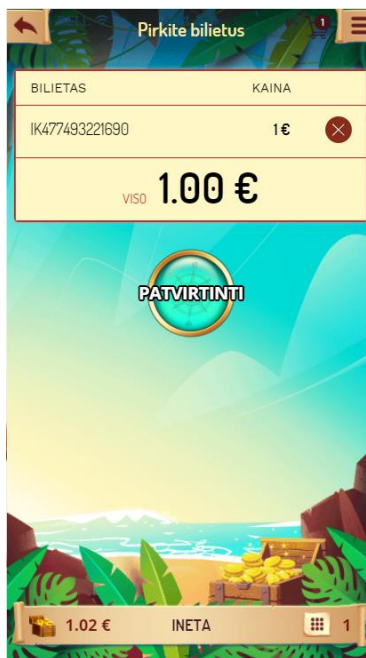 Pirkite bilietus
1
BILIETAS KAINA
IK477493221690 1 €
VISO 1.00 €
PATVIRTINTI
1.02 € INETA 1